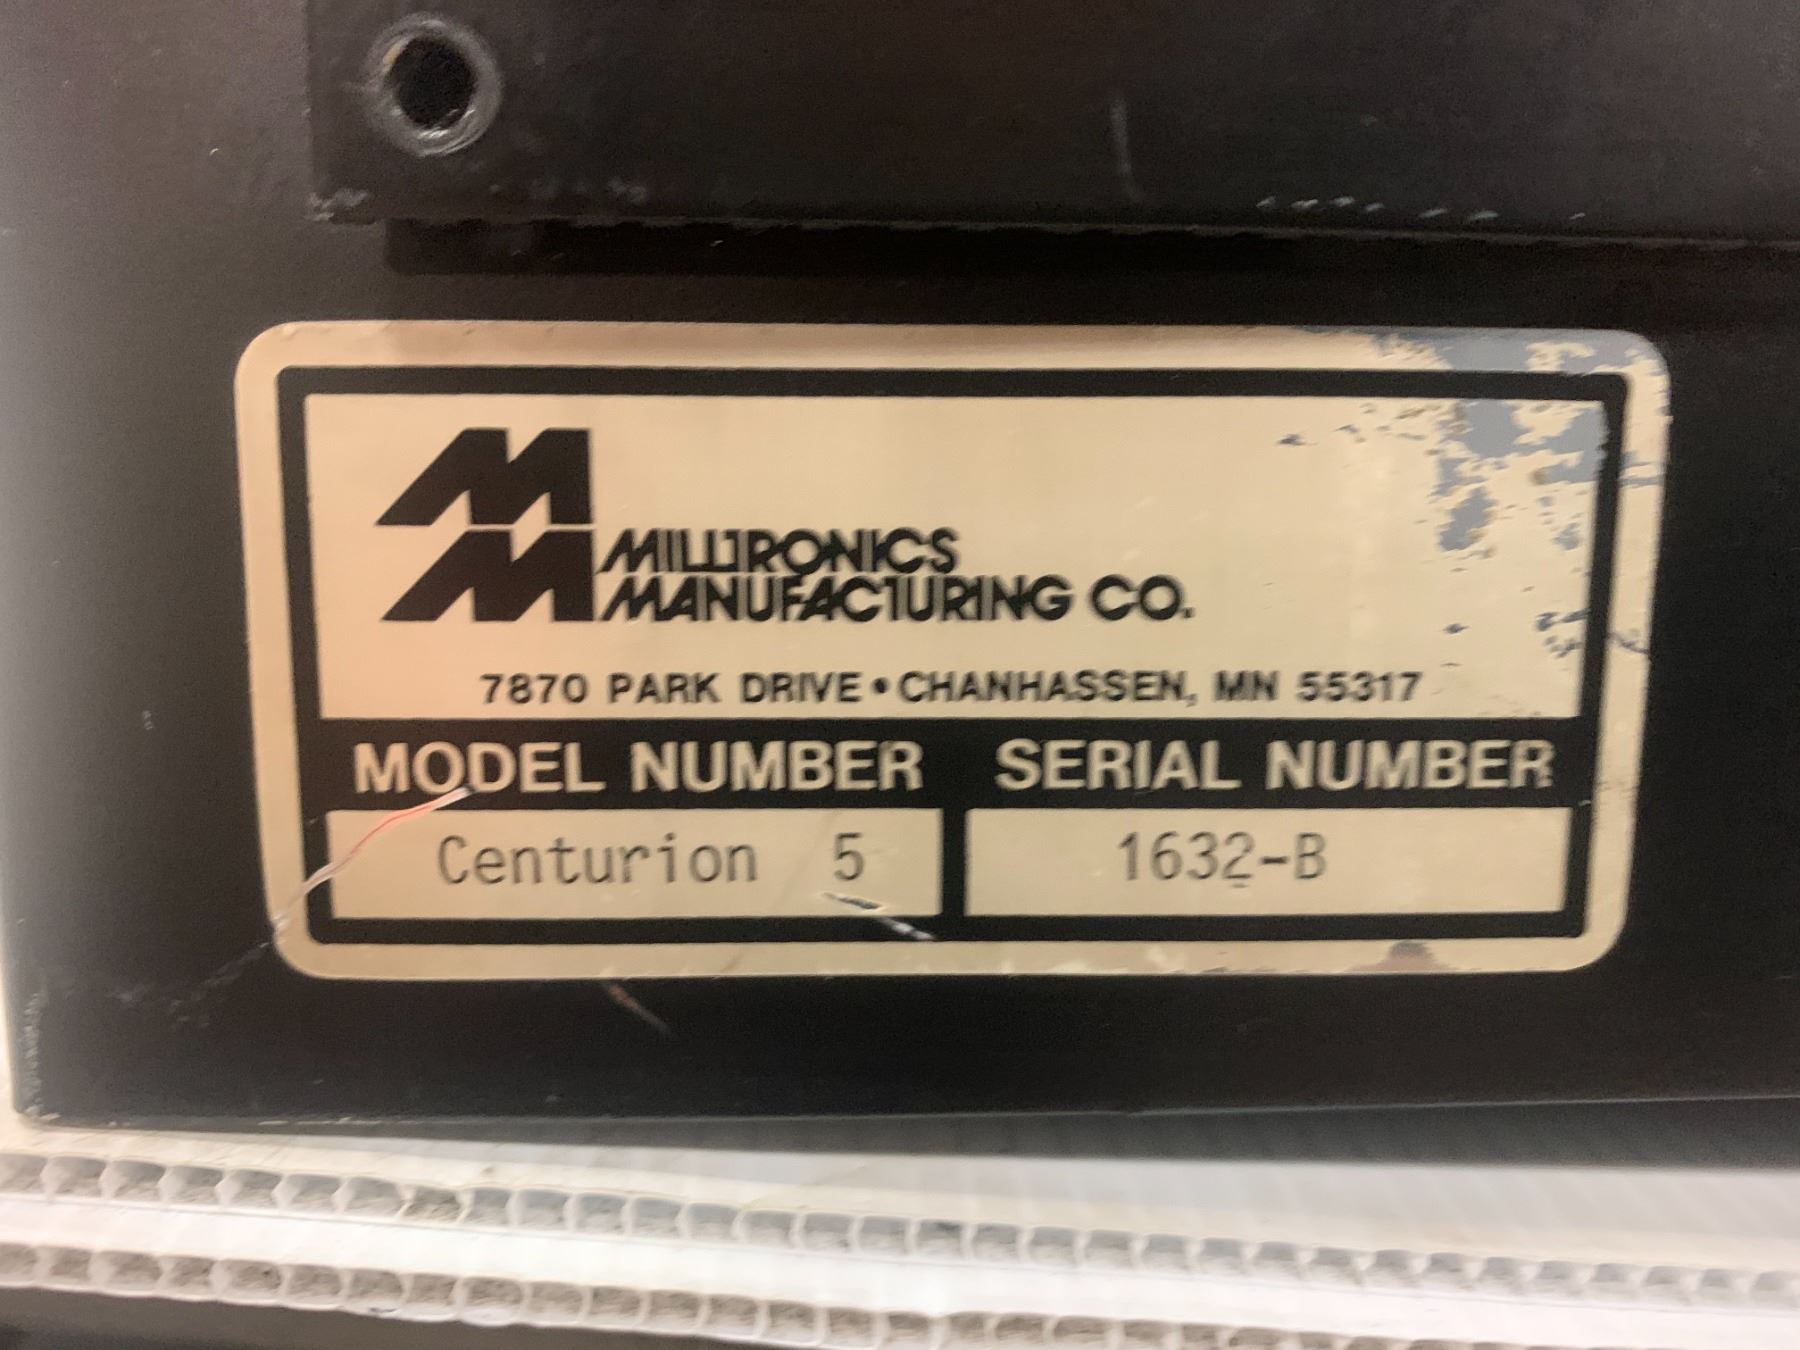 MILLTRONICS
MANUFACTURING CO.
7870 PARK DRIVE • CHANHASSEN, MN 55317
MODEL NUMBER SERIAL NUMBER
Centurion 5 1632-B